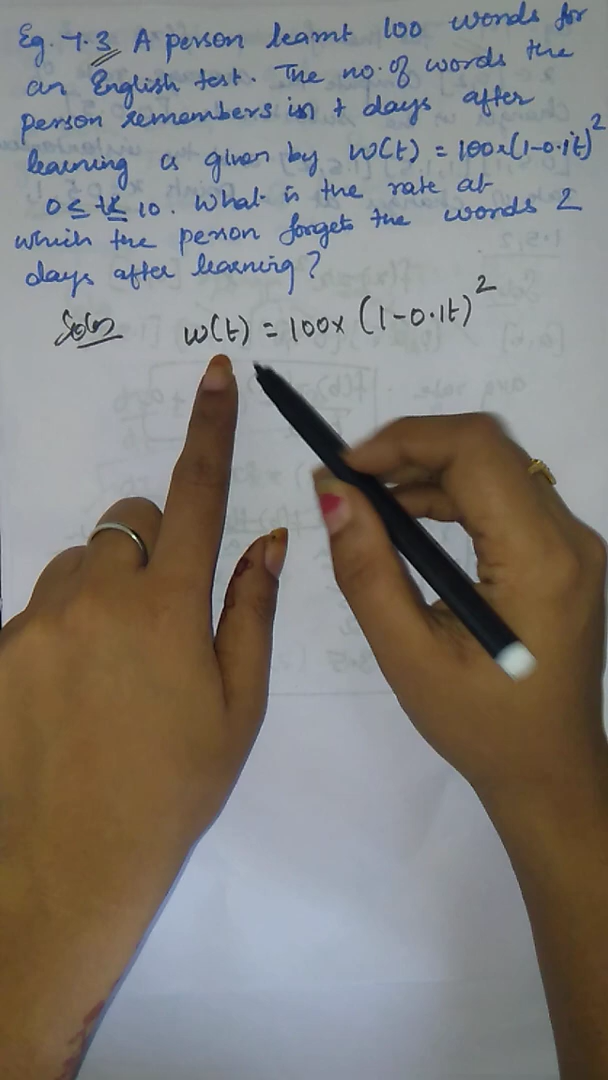 Eg. 7.3 A person learnt 100 words for
an English test. The no. of words the
person remembers in t days after
learning is given by W(t) = 100x(1-0.1t)²
0 ≤ t ≤ 10. What is the rate at
which the person forgets the words 2
days after learning?
Soln w(t) = 100x (1-0.1t)²